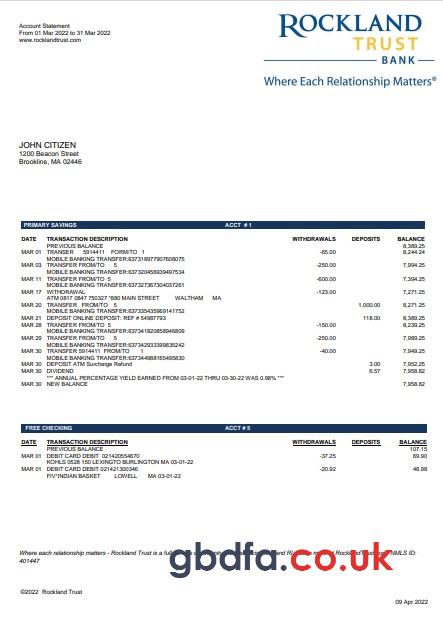 Account Statement
From 01 Mar 2022 to 31 Mar 2022
www.rocklandtrust.com
ROCKLAND
TRUST
BANK
Where Each Relationship Matters®
JOHN CITIZEN
1200 Beacon Street
Brookline, MA 02446
PRIMARY SAVINGS ACCT # 1
DATE TRANSACTION DESCRIPTION WITHDRAWALS DEPOSITS BALANCE
PREVIOUS BALANCE 8,389.25
MAR 01 TRANSER 5914411 FORM/TO 1 -65.00 8,244.24
MOBILE BANKING TRANSFER:637318977907608075
MAR 03 TRANSFER FROM/TO 5 -250.00 7,994.25
MOBILE BANKING TRANSFER:637320456939497534
MAR 11 TRANSFER FROM/TO 5 -600.00 7,394.25
MOBILE BANKING TRANSFER:637327367304037261
MAR 17 WITHDRAWAL -123.00 7,271.25
ATM 0817 0847 750327 *880 MAIN STREET WALTHAM MA
MAR 20 TRANSFER FROM/TO 5 1,000.00 8,271.25
MOBILE BANKING TRANSFER:637335435969141752
MAR 21 DEPOSIT ONLINE DEPOSIT: REF # 54987793 118.00 8,389.25
MAR 28 TRANSFER FROM/TO 5 -150.00 8,239.25
MOBILE BANKING TRANSFER:637341820858946809
MAR 29 TRANSFER FROM/TO 5 -250.00 7,989.25
MOBILE BANKING TRANSFER:637342933399835242
MAR 30 TRANSFER 5914411 FROM/TO 1 -40.00 7,949.25
MOBILE BANKING TRANSFER:637344988165495830
MAR 30 DEPOSIT ATM Surcharge Refund 3.00 7,952.25
MAR 30 DIVIDEND 6.57 7,958.82
*** ANNUAL PERCENTAGE YIELD EARNED FROM 03-01-22 THRU 03-30-22 WAS 0.98% ***
MAR 30 NEW BALANCE 7,958.82
FREE CHECKING ACCT # 5
DATE TRANSACTION DESCRIPTION WITHDRAWALS DEPOSITS BALANCE
PREVIOUS BALANCE 107.15
MAR 01 DEBIT CARD DEBIT 021420554670 -37.25 69.90
KOHLS 0528 150 LEXINGTO BURLINGTON MA 03-01-22
MAR 01 DEBIT CARD DEBIT 021421300346 -20.92 48.98
FIV*INDIAN BASKET LOWELL MA 03-01-22
Where each relationship matters - Rockland Trust is a NMLS ID:
401447
gbdfa.co.uk
©2022 Rockland Trust
09 Apr 2022